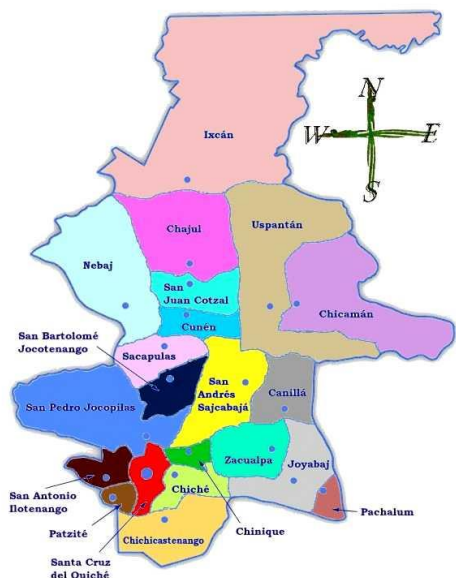 N
W E
S
Ixcán
Chajul
Uspantán
Nebaj
San
Juan Cotzal
Chicamán
Cunén
San Bartolomé
Jocotenango
Sacapulas
San
Andrés
Sajcabajá
Canillá
San Pedro Jocopilas
Zacualpa
Joyabaj
San Antonio
Ilotenango
Chiché
Pachalum
Patzité
Chinique
Santa Cruz
del Quiché
Chichicastenango